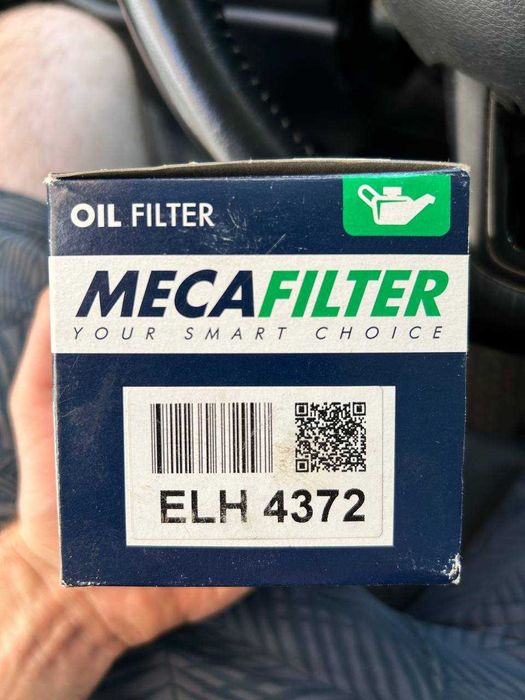 OIL FILTER
MECAFILTER
YOUR SMART CHOICE
ELH 4372